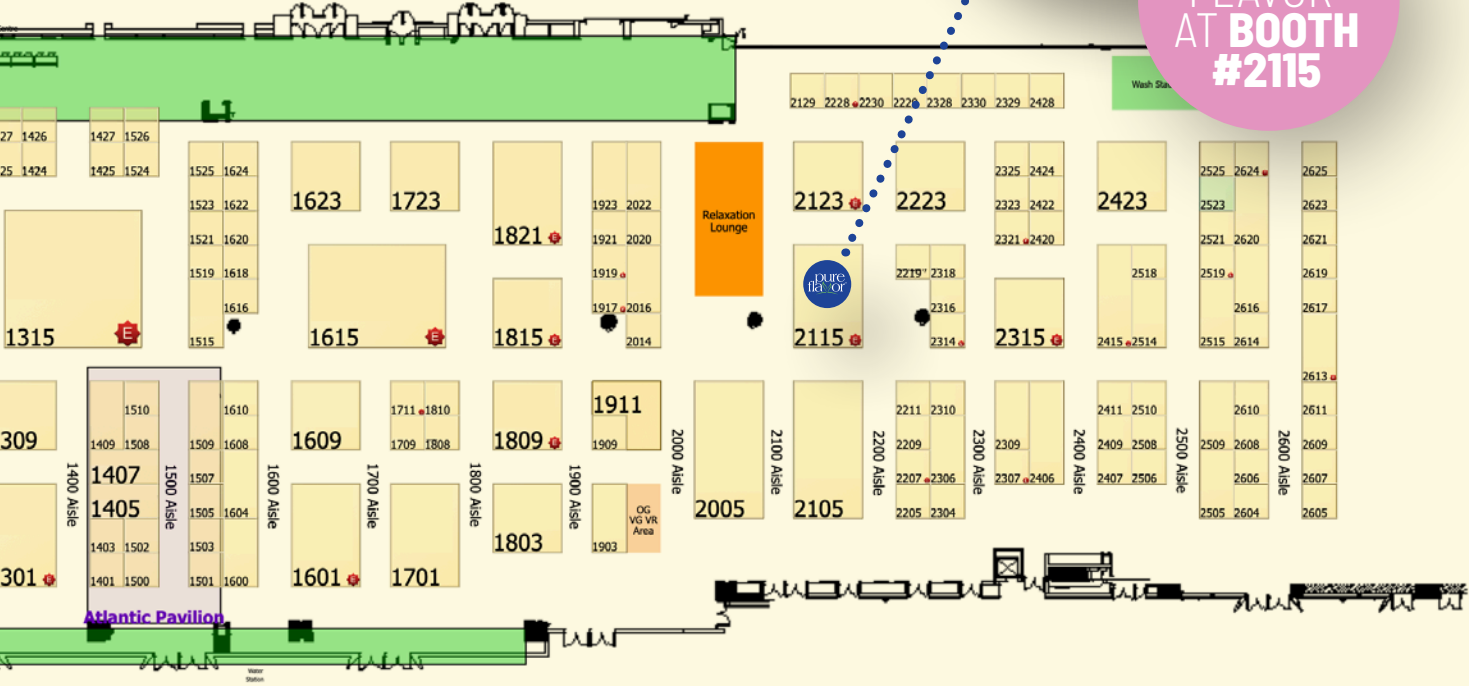 FLAVOR
AT BOOTH
#2115
2129 2228 2230 2229 2328 2330 2329 2428
27 1426 1427 1526
25 1424 1425 1524
1525 1624 1623 1723 1923 2022 2123 2223 2325 2424 2423 2525 2624 2625
1523 1622 2323 2422 2523 2623
1821 E
Relaxation
Lounge
1521 1620 1921 2020 2321 2420 2521 2620 2621
1519 1618 1919 2219 2318 2518 2519 2619
pure
flavor
1616 1917 2016 2316 2616 2617
1315 E 1615 E 1815 E 2115 E 2315 E
1515 2014 2314 2415 2514 2515 2614
2613
1510 1610 1711 1810 1911 2211 2310 2411 2510 2610 2611
309 1409 1508 1509 1608 1609 1709 1808 1809 E 1909 2209 2309 2409 2508 2509 2608 2609
1400 Aisle
1500 Aisle
1600 Aisle
1700 Aisle
1800 Aisle
1900 Aisle
2000 Aisle
2100 Aisle
2200 Aisle
2300 Aisle
2400 Aisle
2500 Aisle
2600 Aisle
1407 1507 2207 2306 2307 2406 2407 2506 2606 2607
1405 1505 1604 2005 2105 2205 2304 2505 2604 2605
OG
VG VR
Area
1403 1502 1503 1803 1903
301 E 1401 1500 1501 1600 1601 E 1701
Atlantic Pavilion
Water
Station